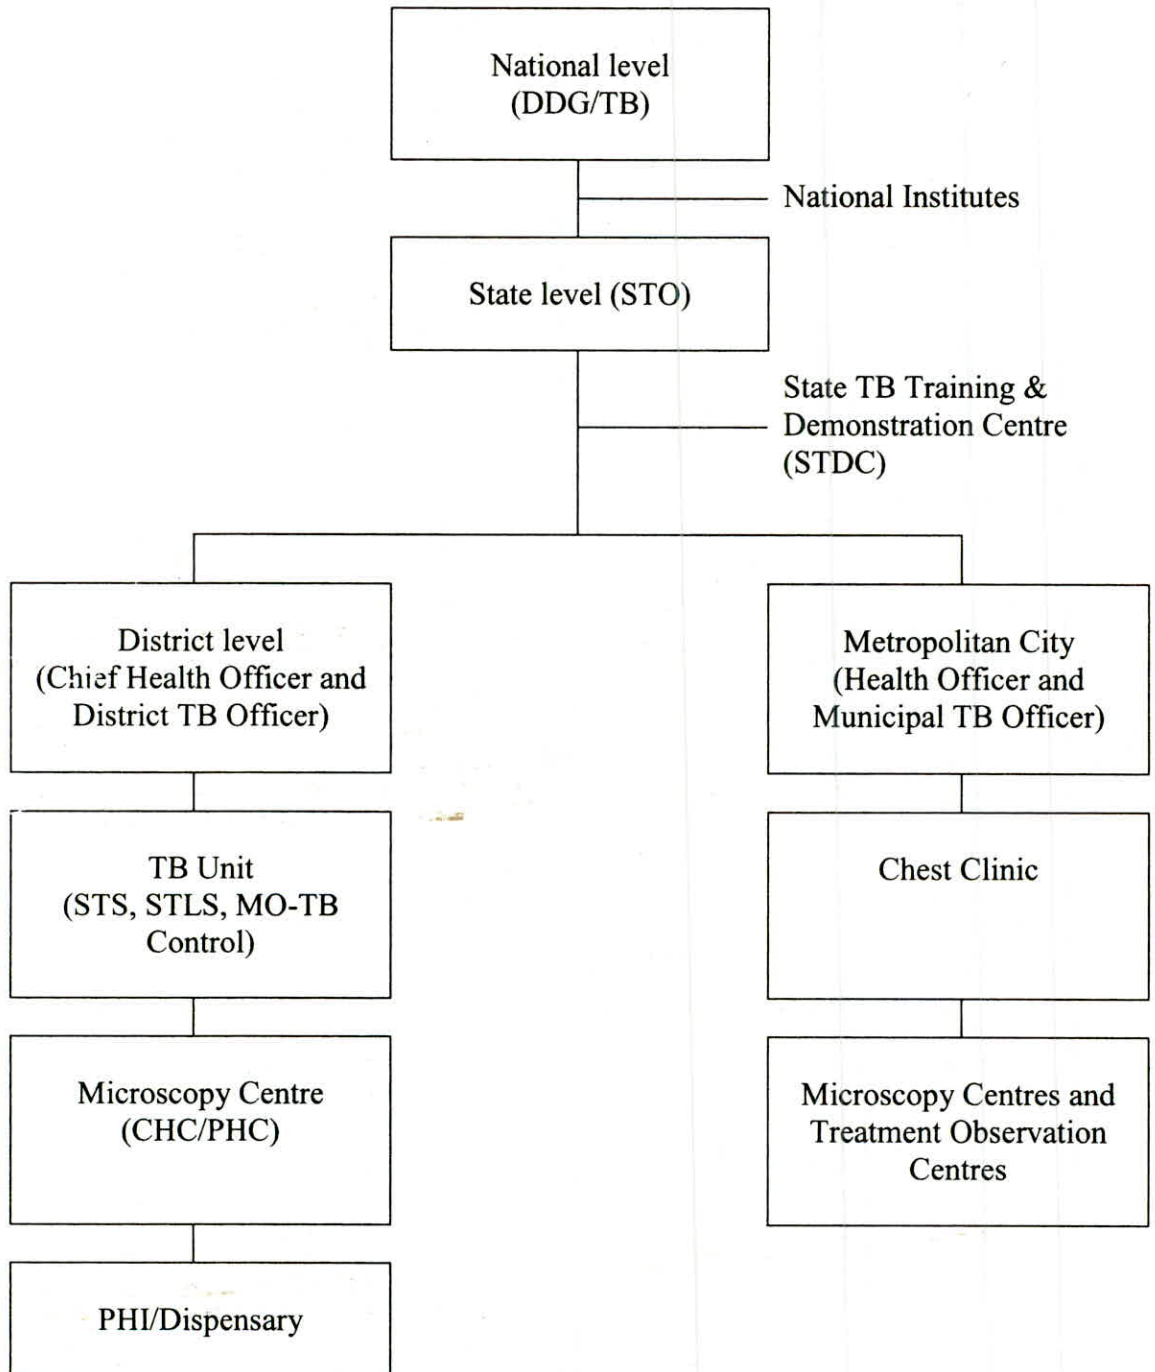 National level
(DDG/TB)
National Institutes
State level (STO)
State TB Training &
Demonstration Centre
(STDC)
District level
(Chief Health Officer and
District TB Officer)
Metropolitan City
(Health Officer and
Municipal TB Officer)
TB Unit
(STS, STLS, MO-TB
Control)
Chest Clinic
Microscopy Centre
(CHC/PHC)
Microscopy Centres and
Treatment Observation
Centres
PHI/Dispensary